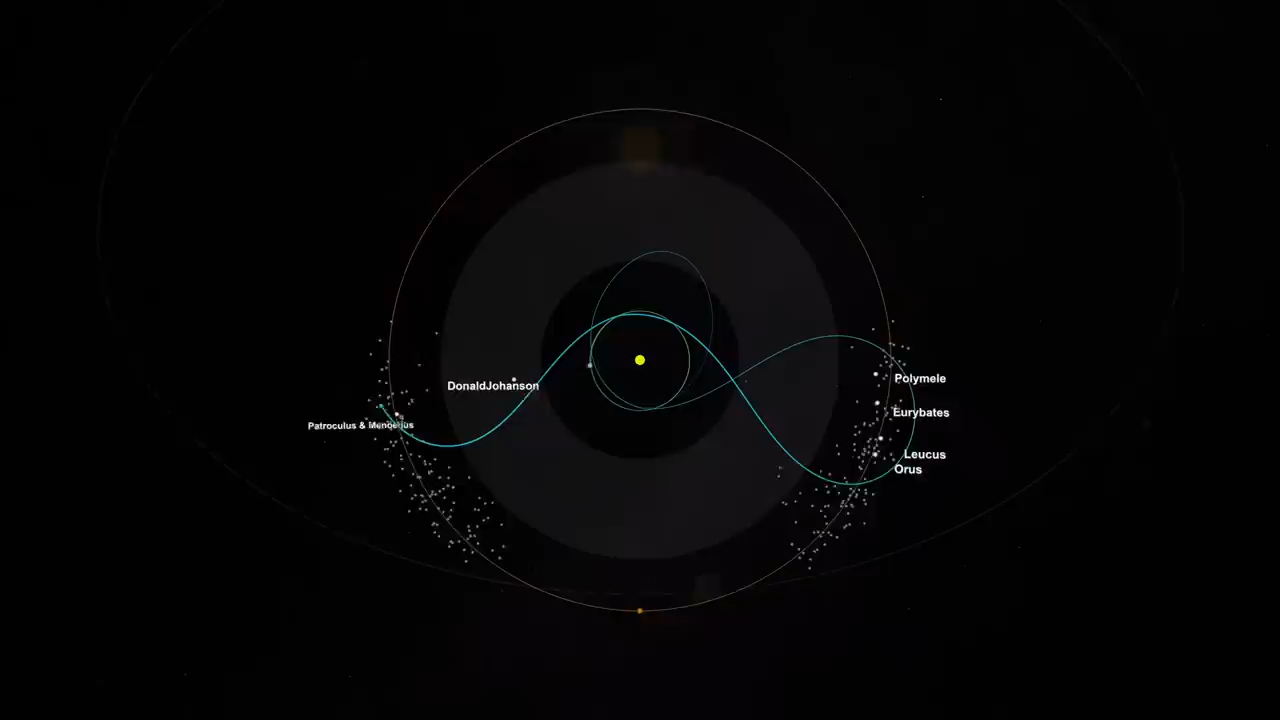 Polymele
DonaldJohanson
Eurybates
Patroculus & Menoetius
Leucus
Orus